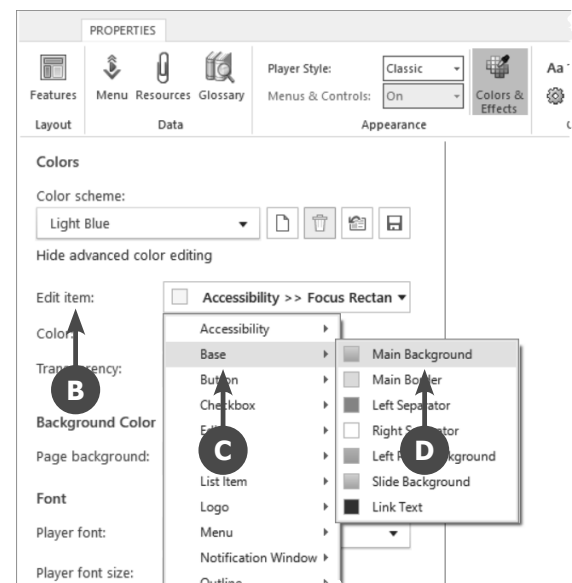 PROPERTIES
Features
Menu Resources Glossary
Player Style: Classic
Menus & Controls: On
Colors & Effects
Aa
Layout Data Appearance
Colors
Color scheme:
Light Blue
Hide advanced color editing
Edit item: Accessibility >> Focus Rectan
Color:
Accessibility
Base
Main Background
Button
Main Border
Checkbox
Left Separator
Background Color
Page background:
Slide Background
List Item
Font
Logo
Link Text
Player font:
Menu
Notification Window
Player font size:
Outline
B
C
D